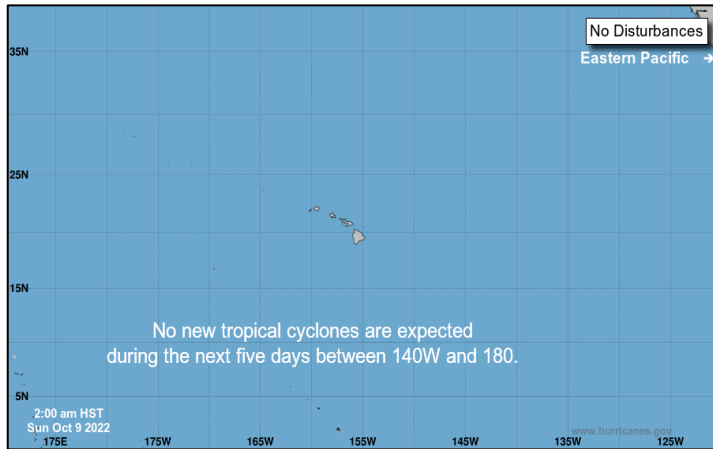 No Disturbances
Eastern Pacific →
35N
25N
15N
No new tropical cyclones are expected
during the next five days between 140W and 180.
5N
2:00 am HST
Sun Oct 9 2022
www.hurricanes.gov
175E 175W 165W 155W 145W 135W 125W